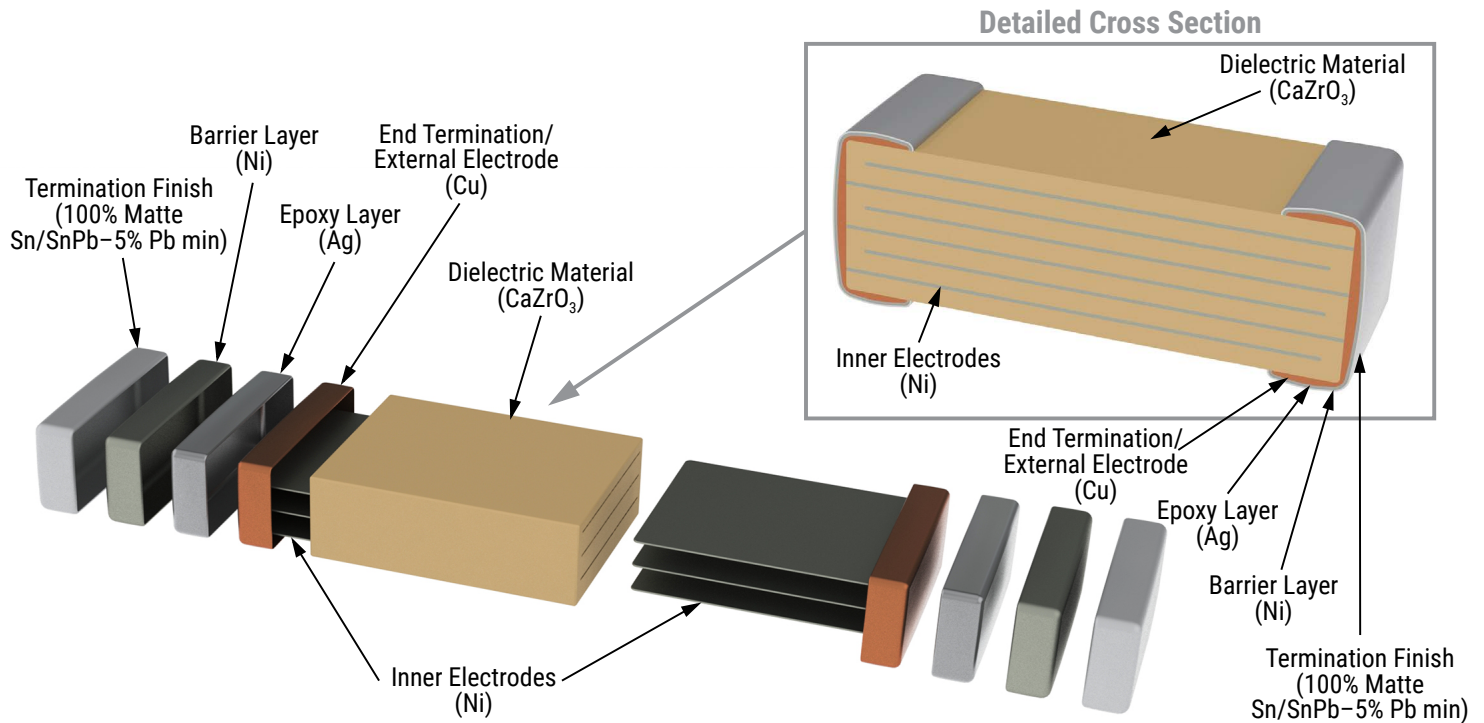 Detailed Cross Section
Dielectric Material
(CaZrO₃)
Inner Electrodes
(Ni)
Barrier Layer
(Ni)
End Termination/
External Electrode
(Cu)
Termination Finish
(100% Matte
Sn/SnPb–5% Pb min)
Epoxy Layer
(Ag)
Dielectric Material
(CaZrO₃)
Inner Electrodes
(Ni)
End Termination/
External Electrode
(Cu)
Epoxy Layer
(Ag)
Barrier Layer
(Ni)
Termination Finish
(100% Matte
Sn/SnPb–5% Pb min)